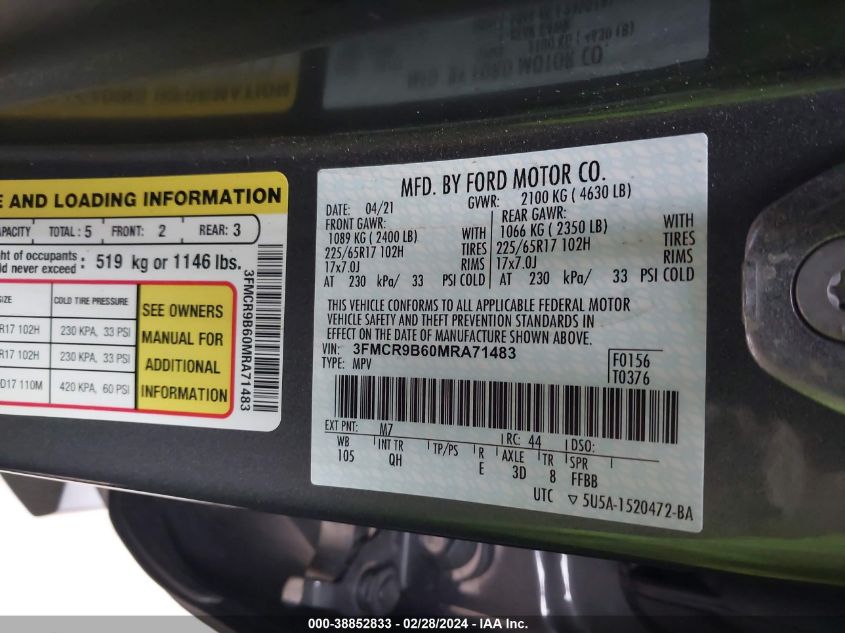 E AND LOADING INFORMATION
APACITY TOTAL: 5 FRONT: 2 REAR: 3
ht of occupants
ld never exceed : 519 kg or 1146 lbs.
SIZE COLD TIRE PRESSURE
R17 102H 230 KPA, 33 PSI
R17 102H 230 KPA, 33 PSI
D17 110M 420 KPA, 60 PSI
SEE OWNERS
MANUAL FOR
ADDITIONAL
INFORMATION
3FMCR9B60MRA71483
MFD. BY FORD MOTOR CO.
DATE: 04/21 GVWR: 2100 KG ( 4630 LB)
FRONT GAWR: REAR GAWR:
1089 KG ( 2400 LB) WITH 1066 KG ( 2350 LB) WITH
225/65R17 102H TIRES 225/65R17 102H TIRES
17x7.0J RIMS 17x7.0J RIMS
AT 230 kPa/ 33 PSI COLD AT 230 kPa/ 33 PSI COLD
THIS VEHICLE CONFORMS TO ALL APPLICABLE FEDERAL MOTOR
VEHICLE SAFETY AND THEFT PREVENTION STANDARDS IN
EFFECT ON THE DATE OF MANUFACTURE SHOWN ABOVE.
VIN: 3FMCR9B60MRA71483 F0156
TYPE: MPV T0376
EXT PNT: M7 RC: 44 DSO:
WB INT TR TP/PS R AXLE TR SPR
105 QH E 3D 8 FFBB
UTC ▽ 5U5A-1520472-BA
000-38852833 - 02/28/2024 - IAA Inc.